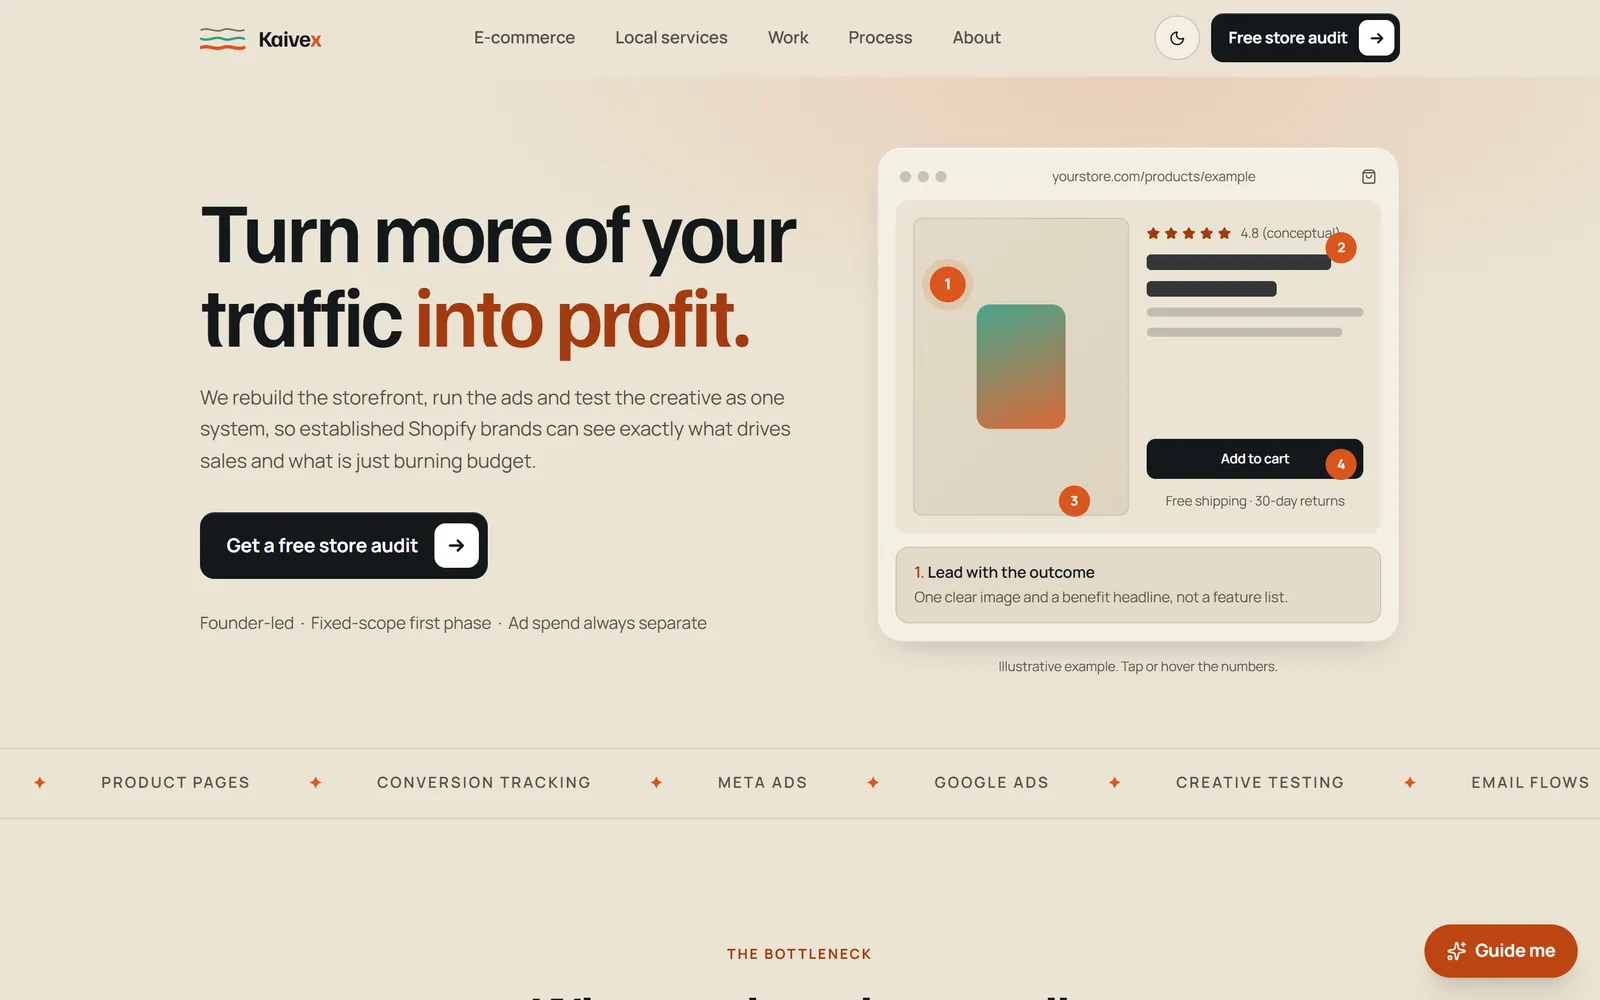 Kaivex
E-commerce
Local services
Work
Process
About
Free store audit
Turn more of your
traffic into profit.
We rebuild the storefront, run the ads and test the creative as one
system, so established Shopify brands can see exactly what drives
sales and what is just burning budget.
Get a free store audit
Founder-led · Fixed-scope first phase · Ad spend always separate
yourstore.com/products/example
4.8 (conceptual)
2
1
Add to cart
4
3
Free shipping · 30-day returns
1. Lead with the outcome
One clear image and a benefit headline, not a feature list.
Illustrative example. Tap or hover the numbers.
PRODUCT PAGES
CONVERSION TRACKING
META ADS
GOOGLE ADS
CREATIVE TESTING
EMAIL FLOWS
THE BOTTLENECK
Guide me